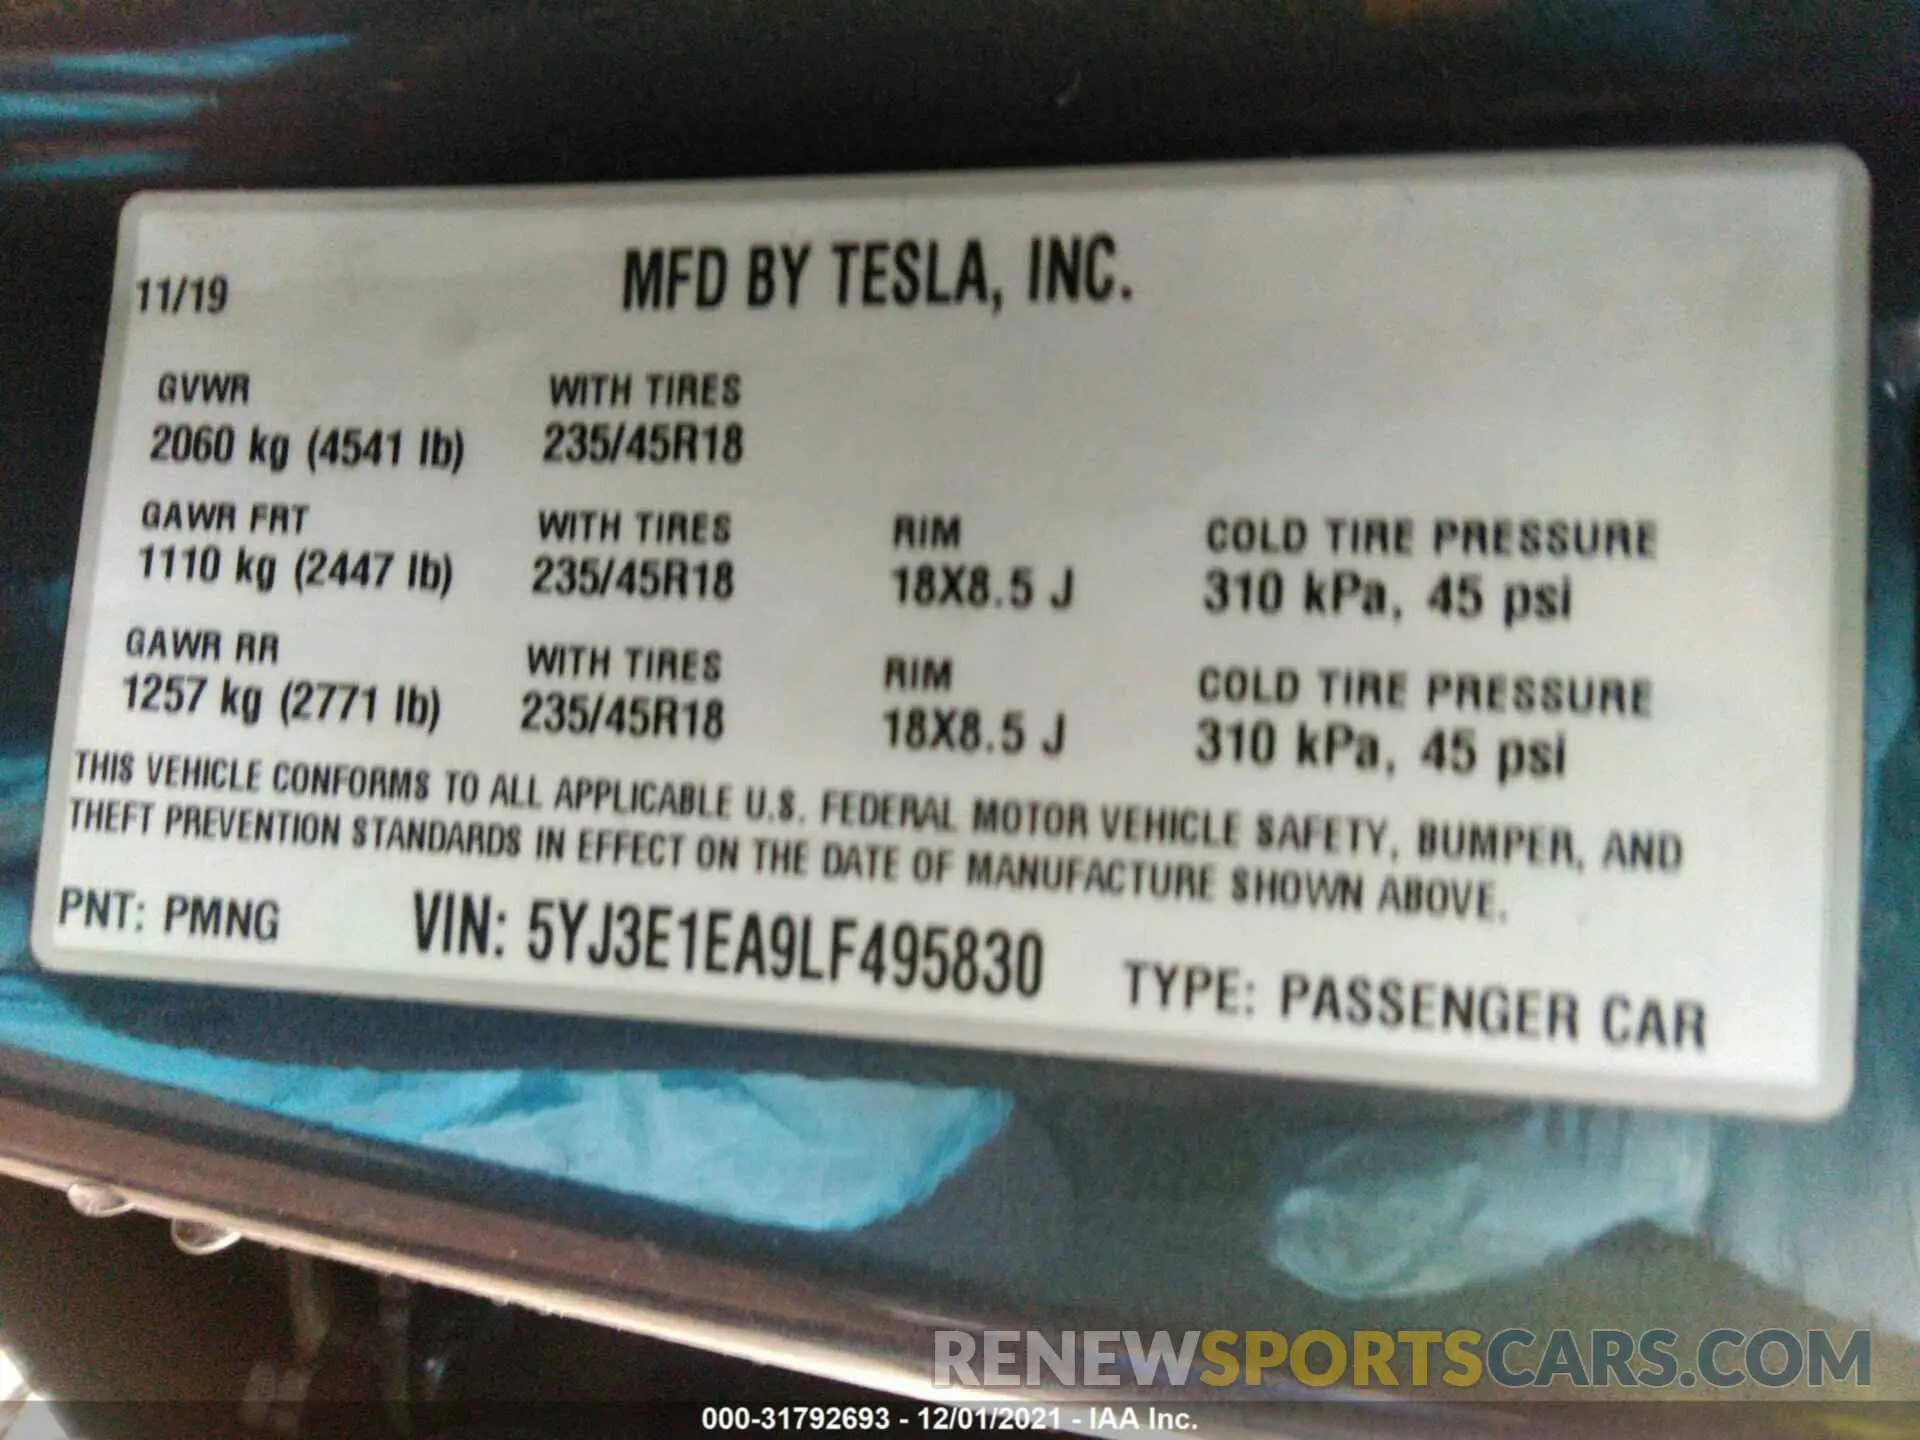 11/19 MFD BY TESLA, INC.
GVWR WITH TIRES
2060 kg (4541 lb) 235/45R18
GAWR FRT WITH TIRES RIM COLD TIRE PRESSURE
1110 kg (2447 lb) 235/45R18 18X8.5 J 310 kPa, 45 psi
GAWR RR WITH TIRES RIM COLD TIRE PRESSURE
1257 kg (2771 lb) 235/45R18 18X8.5 J 310 kPa, 45 psi
THIS VEHICLE CONFORMS TO ALL APPLICABLE U.S. FEDERAL MOTOR VEHICLE SAFETY, BUMPER, AND
THEFT PREVENTION STANDARDS IN EFFECT ON THE DATE OF MANUFACTURE SHOWN ABOVE.
PNT: PMNG VIN: 5YJ3E1EA9LF495830 TYPE: PASSENGER CAR
RENEWSPORTSCARS.COM
000-31792693 - 12/01/2021 - IAA Inc.